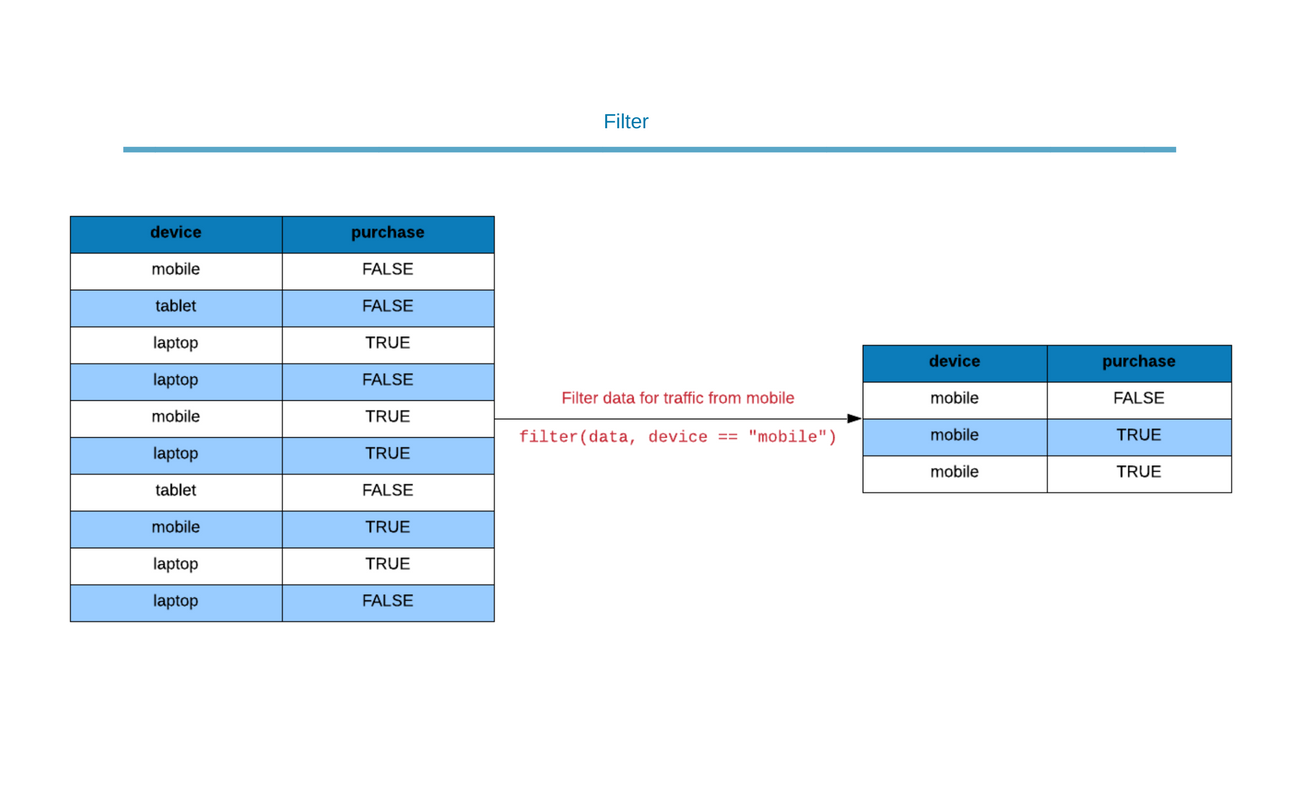 Filter
device purchase
mobile FALSE
tablet FALSE
laptop TRUE
laptop FALSE
mobile TRUE
laptop TRUE
tablet FALSE
mobile TRUE
laptop TRUE
laptop FALSE
Filter data for traffic from mobile
filter(data, device == "mobile")
device purchase
mobile FALSE
mobile TRUE
mobile TRUE